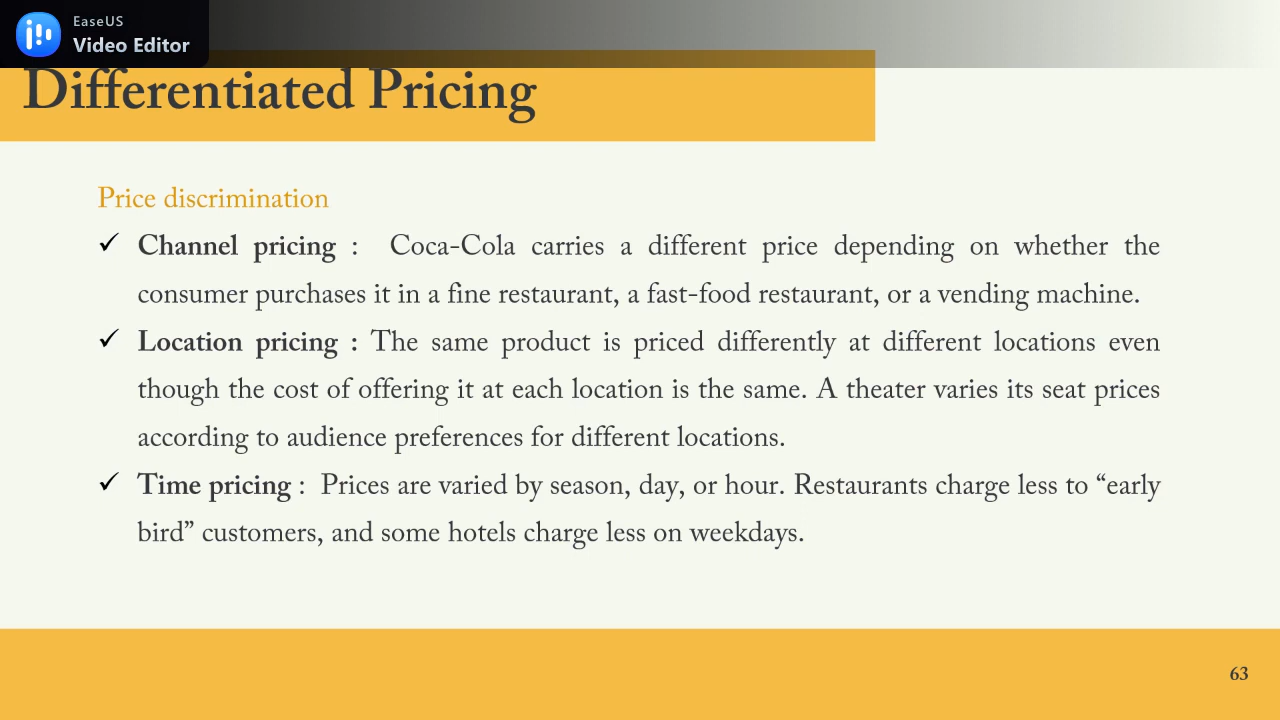 EaseUS
Video Editor
Differentiated Pricing
Price discrimination
✓ Channel pricing : Coca-Cola carries a different price depending on whether the
consumer purchases it in a fine restaurant, a fast-food restaurant, or a vending machine.
✓ Location pricing : The same product is priced differently at different locations even
though the cost of offering it at each location is the same. A theater varies its seat prices
according to audience preferences for different locations.
✓ Time pricing : Prices are varied by season, day, or hour. Restaurants charge less to “early
bird” customers, and some hotels charge less on weekdays.
63